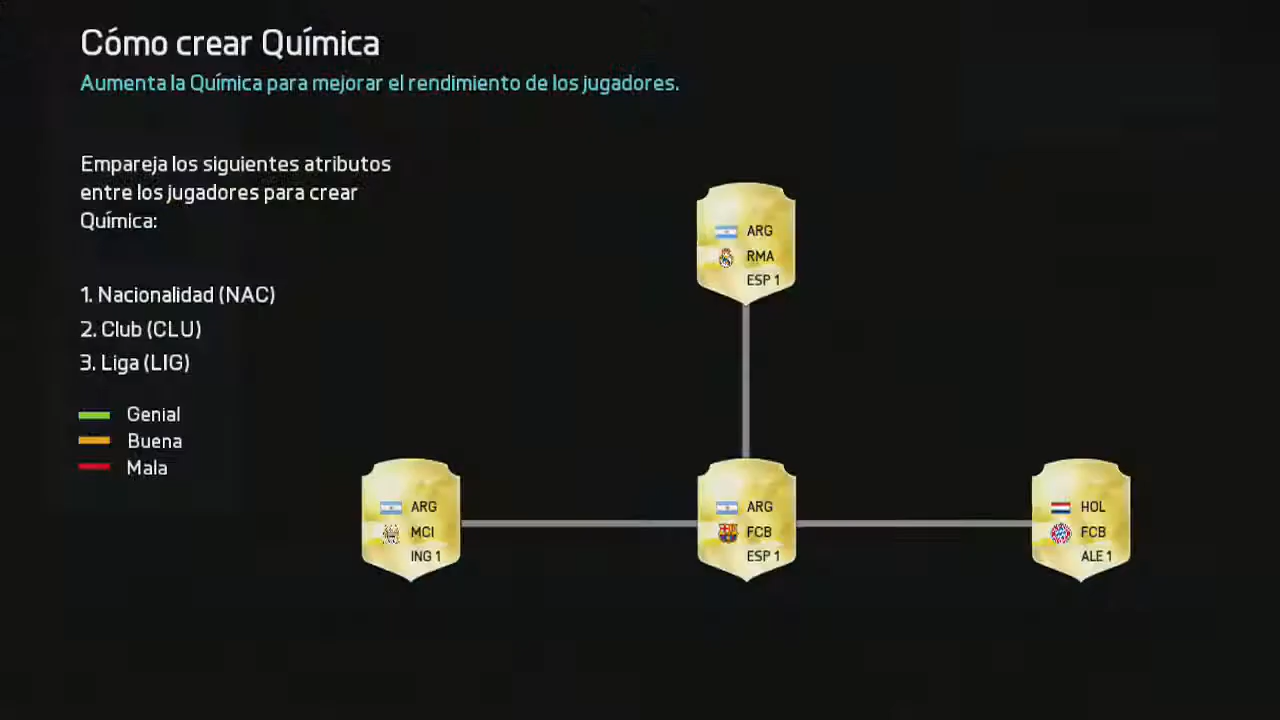 Cómo crear Química
Aumenta la Química para mejorar el rendimiento de los jugadores.
Empareja los siguientes atributos
entre los jugadores para crear
Química:
1. Nacionalidad (NAC)
2. Club (CLU)
3. Liga (LIG)
Genial
Buena
Mala
ARG
RMA
ESP 1
ARG
MCI
ING 1
ARG
FCB
ESP 1
HOL
FCB
ALE 1